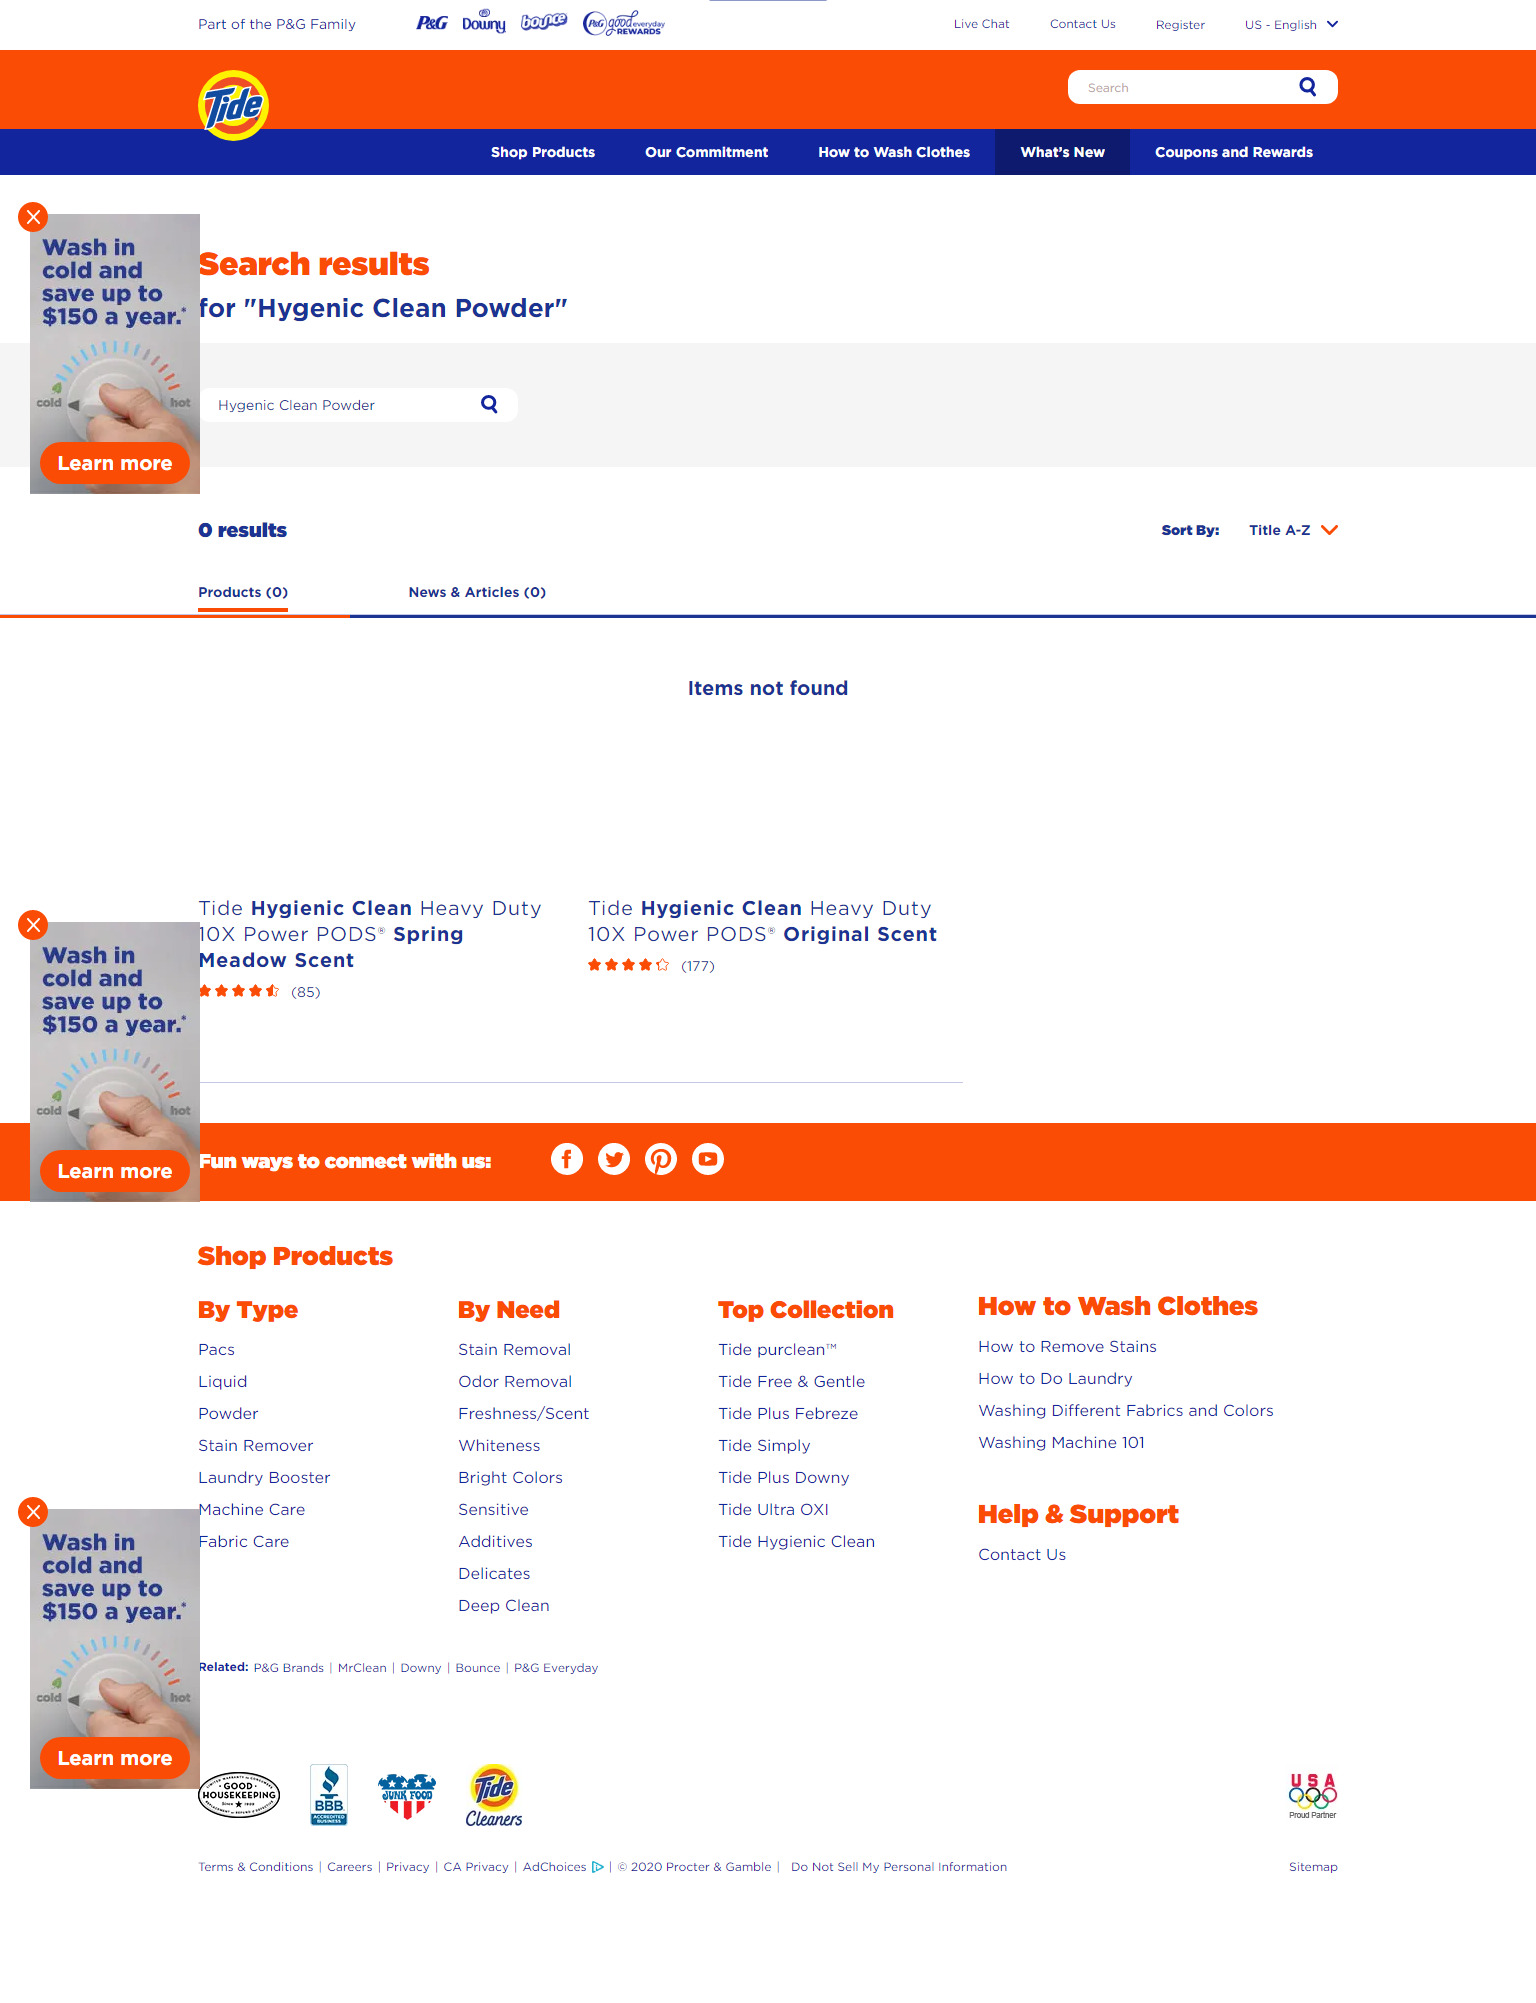 Part of the P&G Family
P&G
Downy
bounce
P&G good everyday REWARDS
Live Chat
Contact Us
Register
US - English
Tide
Search
Shop Products
Our Commitment
How to Wash Clothes
What's New
Coupons and Rewards
Wash in
cold and
save up to
$150 a year.*
cold
hot
Learn more
Search results
for "Hygenic Clean Powder"
Hygenic Clean Powder
0 results
Sort By:
Title A-Z
Products (0)
News & Articles (0)
Items not found
Tide Hygienic Clean Heavy Duty
10X Power PODS® Spring
Meadow Scent
(85)
Tide Hygienic Clean Heavy Duty
10X Power PODS® Original Scent
(177)
Wash in
cold and
save up to
$150 a year.*
cold
hot
Learn more
Fun ways to connect with us:
Shop Products
By Type
Pacs
Liquid
Powder
Stain Remover
Laundry Booster
Machine Care
Fabric Care
By Need
Stain Removal
Odor Removal
Freshness/Scent
Whiteness
Bright Colors
Sensitive
Additives
Delicates
Deep Clean
Top Collection
Tide purclean™
Tide Free & Gentle
Tide Plus Febreze
Tide Simply
Tide Plus Downy
Tide Ultra OXI
Tide Hygienic Clean
How to Wash Clothes
How to Remove Stains
How to Do Laundry
Washing Different Fabrics and Colors
Washing Machine 101
Help & Support
Contact Us
Wash in
cold and
save up to
$150 a year.*
cold
hot
Learn more
Related: P&G Brands | MrClean | Downy | Bounce | P&G Everyday
GOOD
HOUSEKEEPING
Since 1909
BBB
ACCREDITED
BUSINESS
JUNK FOOD
Tide
Cleaners
USA
Proud Partner
Terms & Conditions | Careers | Privacy | CA Privacy | AdChoices | © 2020 Procter & Gamble | Do Not Sell My Personal Information
Sitemap